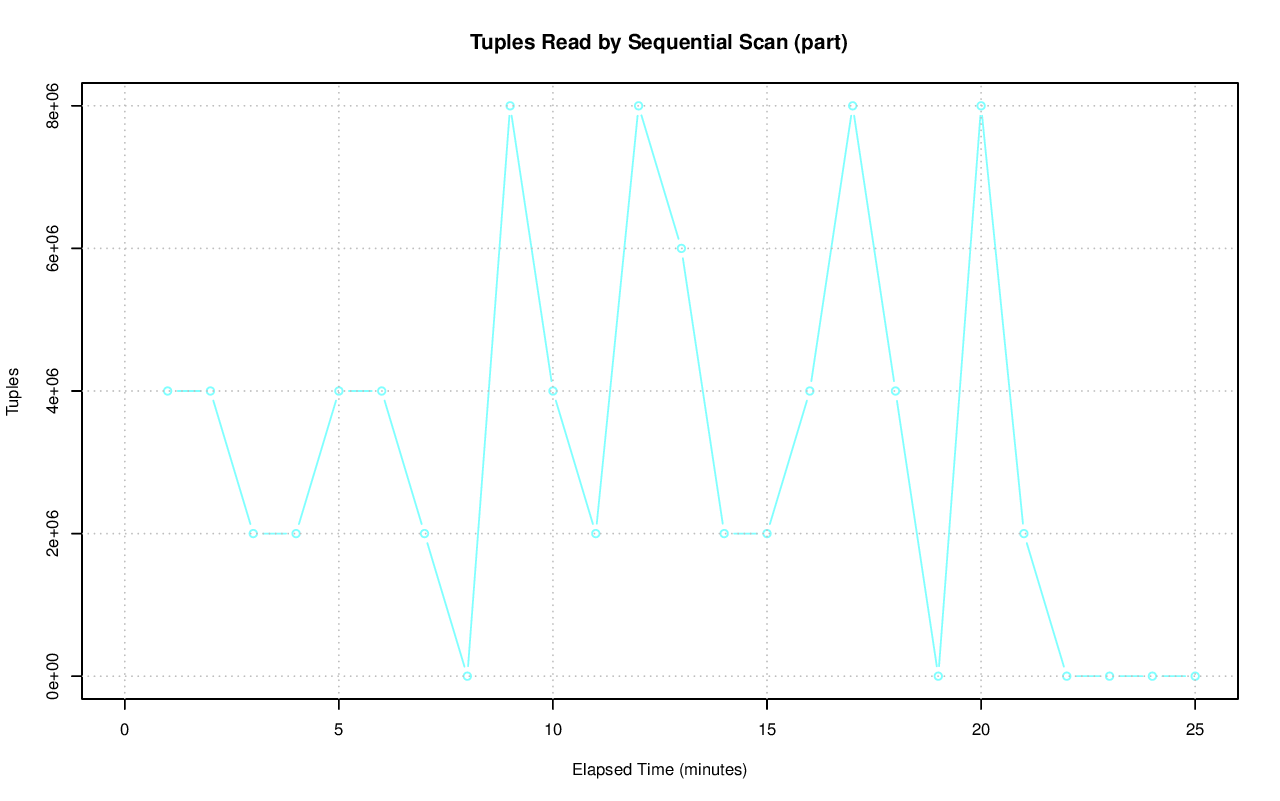 Tuples Read by Sequential Scan (part)
8e+06
6e+06
4e+06
2e+06
0e+00
Tuples
0 5 10 15 20 25
Elapsed Time (minutes)